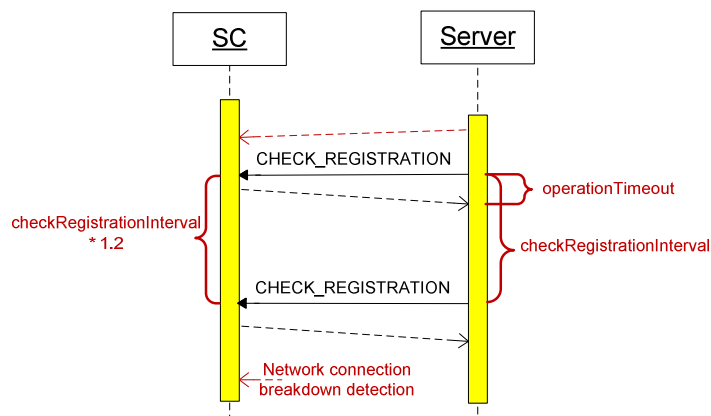 SC
Server
CHECK_REGISTRATION
operationTimeout
checkRegistrationInterval
* 1.2
checkRegistrationInterval
CHECK_REGISTRATION
Network connection
breakdown detection